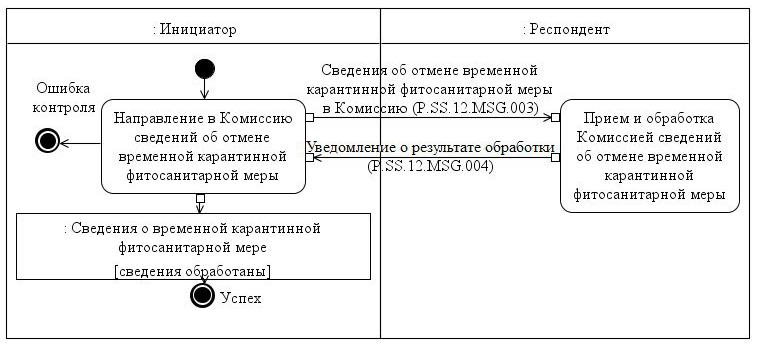 : Инициатор
: Респондент
Ошибка
контроля
Направление в Комиссию
сведений об отмене
временной карантинной
фитосанитарной меры
Сведения об отмене временной
карантинной фитосанитарной меры
в Комиссию (P.SS.12.MSG.003)
Уведомление о результате обработки
(P.SS.12.MSG.004)
Прием и обработка
Комиссией сведений
об отмене временной
карантинной
фитосанитарной меры
: Сведения о временной карантинной
фитосанитарной мере
[сведения обработаны]
Успех